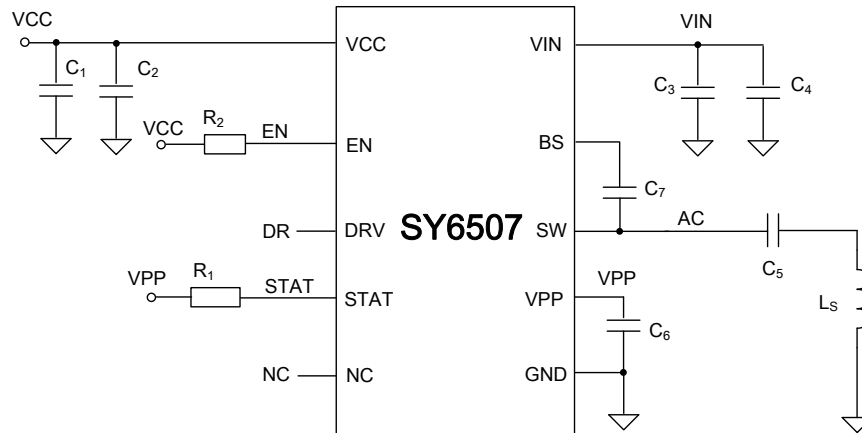 VCC
VIN
VCC
VIN
C1
C2
C3
C4
VCC
R2
EN
EN
BS
C7
DR
DRV
SY6507
SW
AC
C5
VPP
R1
STAT
STAT
VPP
VPP
C6
LS
NC
NC
GND